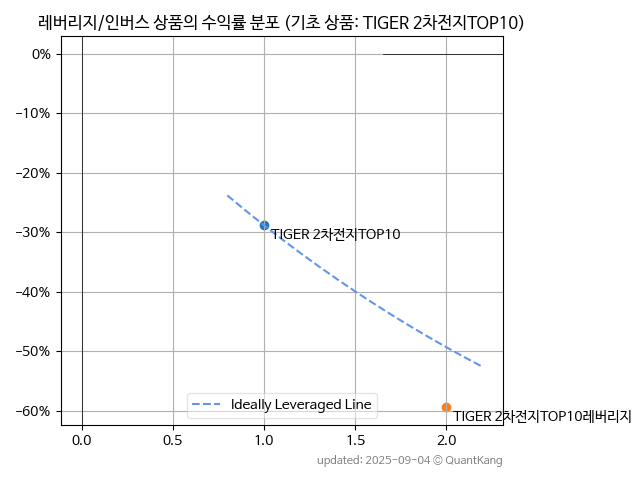 레버리지/인버스 상품의 수익률 분포 (기초 상품: TIGER 2차전지TOP10)
0%
−10%
−20%
−30%
−40%
−50%
−60%
TIGER 2차전지TOP10
TIGER 2차전지TOP10레버리지
Ideally Leveraged Line
0.0 0.5 1.0 1.5 2.0
updated: 2025-09-04 © QuantKang